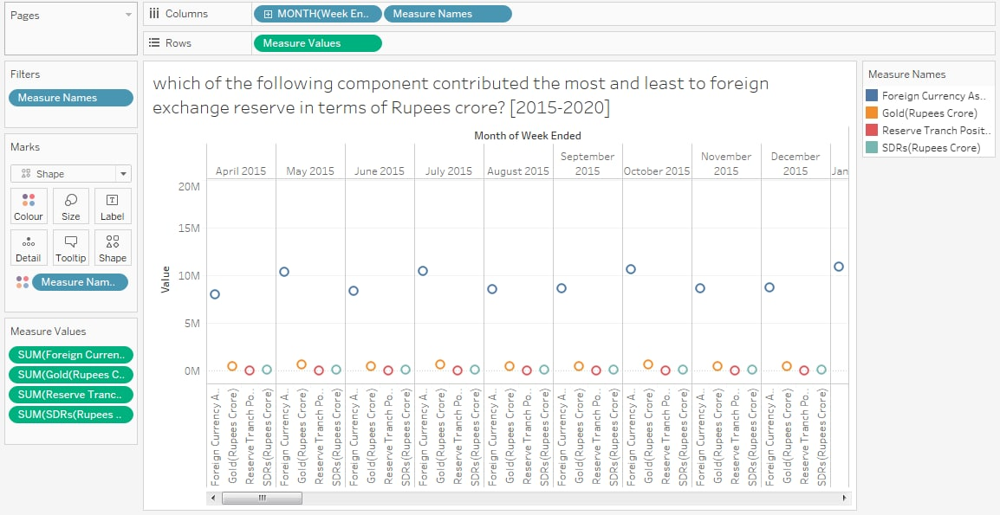 Pages
Columns
MONTH(Week En..
Measure Names
Rows
Measure Values
Filters
Measure Names
Marks
Shape
Colour
Size
Label
Detail
Tooltip
Shape
Measure Nam..
Measure Values
SUM(Foreign Curren..
SUM(Gold(Rupees C..
SUM(Reserve Tranc..
SUM(SDRs(Rupees ..
which of the following component contributed the most and least to foreign
exchange reserve in terms of Rupees crore? [2015-2020]
Month of Week Ended
April 2015
May 2015
June 2015
July 2015
August 2015
September
2015
October 2015
November
2015
December
2015
Jan
20M
15M
10M
5M
0M
Value
Foreign Currency A..
Gold(Rupees Crore)
Reserve Tranch Po..
SDRs(Rupees Crore)
Foreign Currency A..
Gold(Rupees Crore)
Reserve Tranch Po..
SDRs(Rupees Crore)
Foreign Currency A..
Gold(Rupees Crore)
Reserve Tranch Po..
SDRs(Rupees Crore)
Foreign Currency A..
Gold(Rupees Crore)
Reserve Tranch Po..
SDRs(Rupees Crore)
Foreign Currency A..
Gold(Rupees Crore)
Reserve Tranch Po..
SDRs(Rupees Crore)
Foreign Currency A..
Gold(Rupees Crore)
Reserve Tranch Po..
SDRs(Rupees Crore)
Foreign Currency A..
Gold(Rupees Crore)
Reserve Tranch Po..
SDRs(Rupees Crore)
Foreign Currency A..
Gold(Rupees Crore)
Reserve Tranch Po..
SDRs(Rupees Crore)
Foreign Currency A..
Gold(Rupees Crore)
Reserve Tranch Po..
SDRs(Rupees Crore)
Foreign Currency A..
Measure Names
Foreign Currency As..
Gold(Rupees Crore)
Reserve Tranch Posit..
SDRs(Rupees Crore)